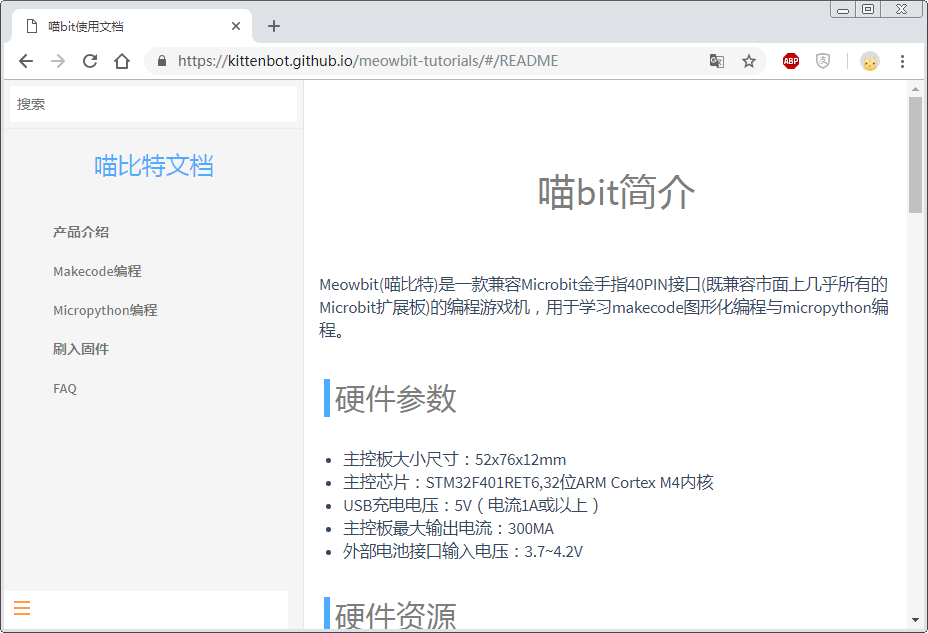 喵bit使用文档
https://kittenbot.github.io/meowbit-tutorials/#/README
ABP
搜索
喵比特文档
产品介绍
Makecode编程
Micropython编程
刷入固件
FAQ
喵bit简介
Meowbit(喵比特)是一款兼容Microbit金手指40PIN接口(既兼容市面上几乎所有的
Microbit扩展板)的编程游戏机，用于学习makecode图形化编程与micropython编
程。
硬件参数
主控板大小尺寸：52x76x12mm
主控芯片：STM32F401RET6,32位ARM Cortex M4内核
USB充电电压：5V（电流1A或以上）
主控板最大输出电流：300MA
外部电池接口输入电压：3.7~4.2V
硬件资源